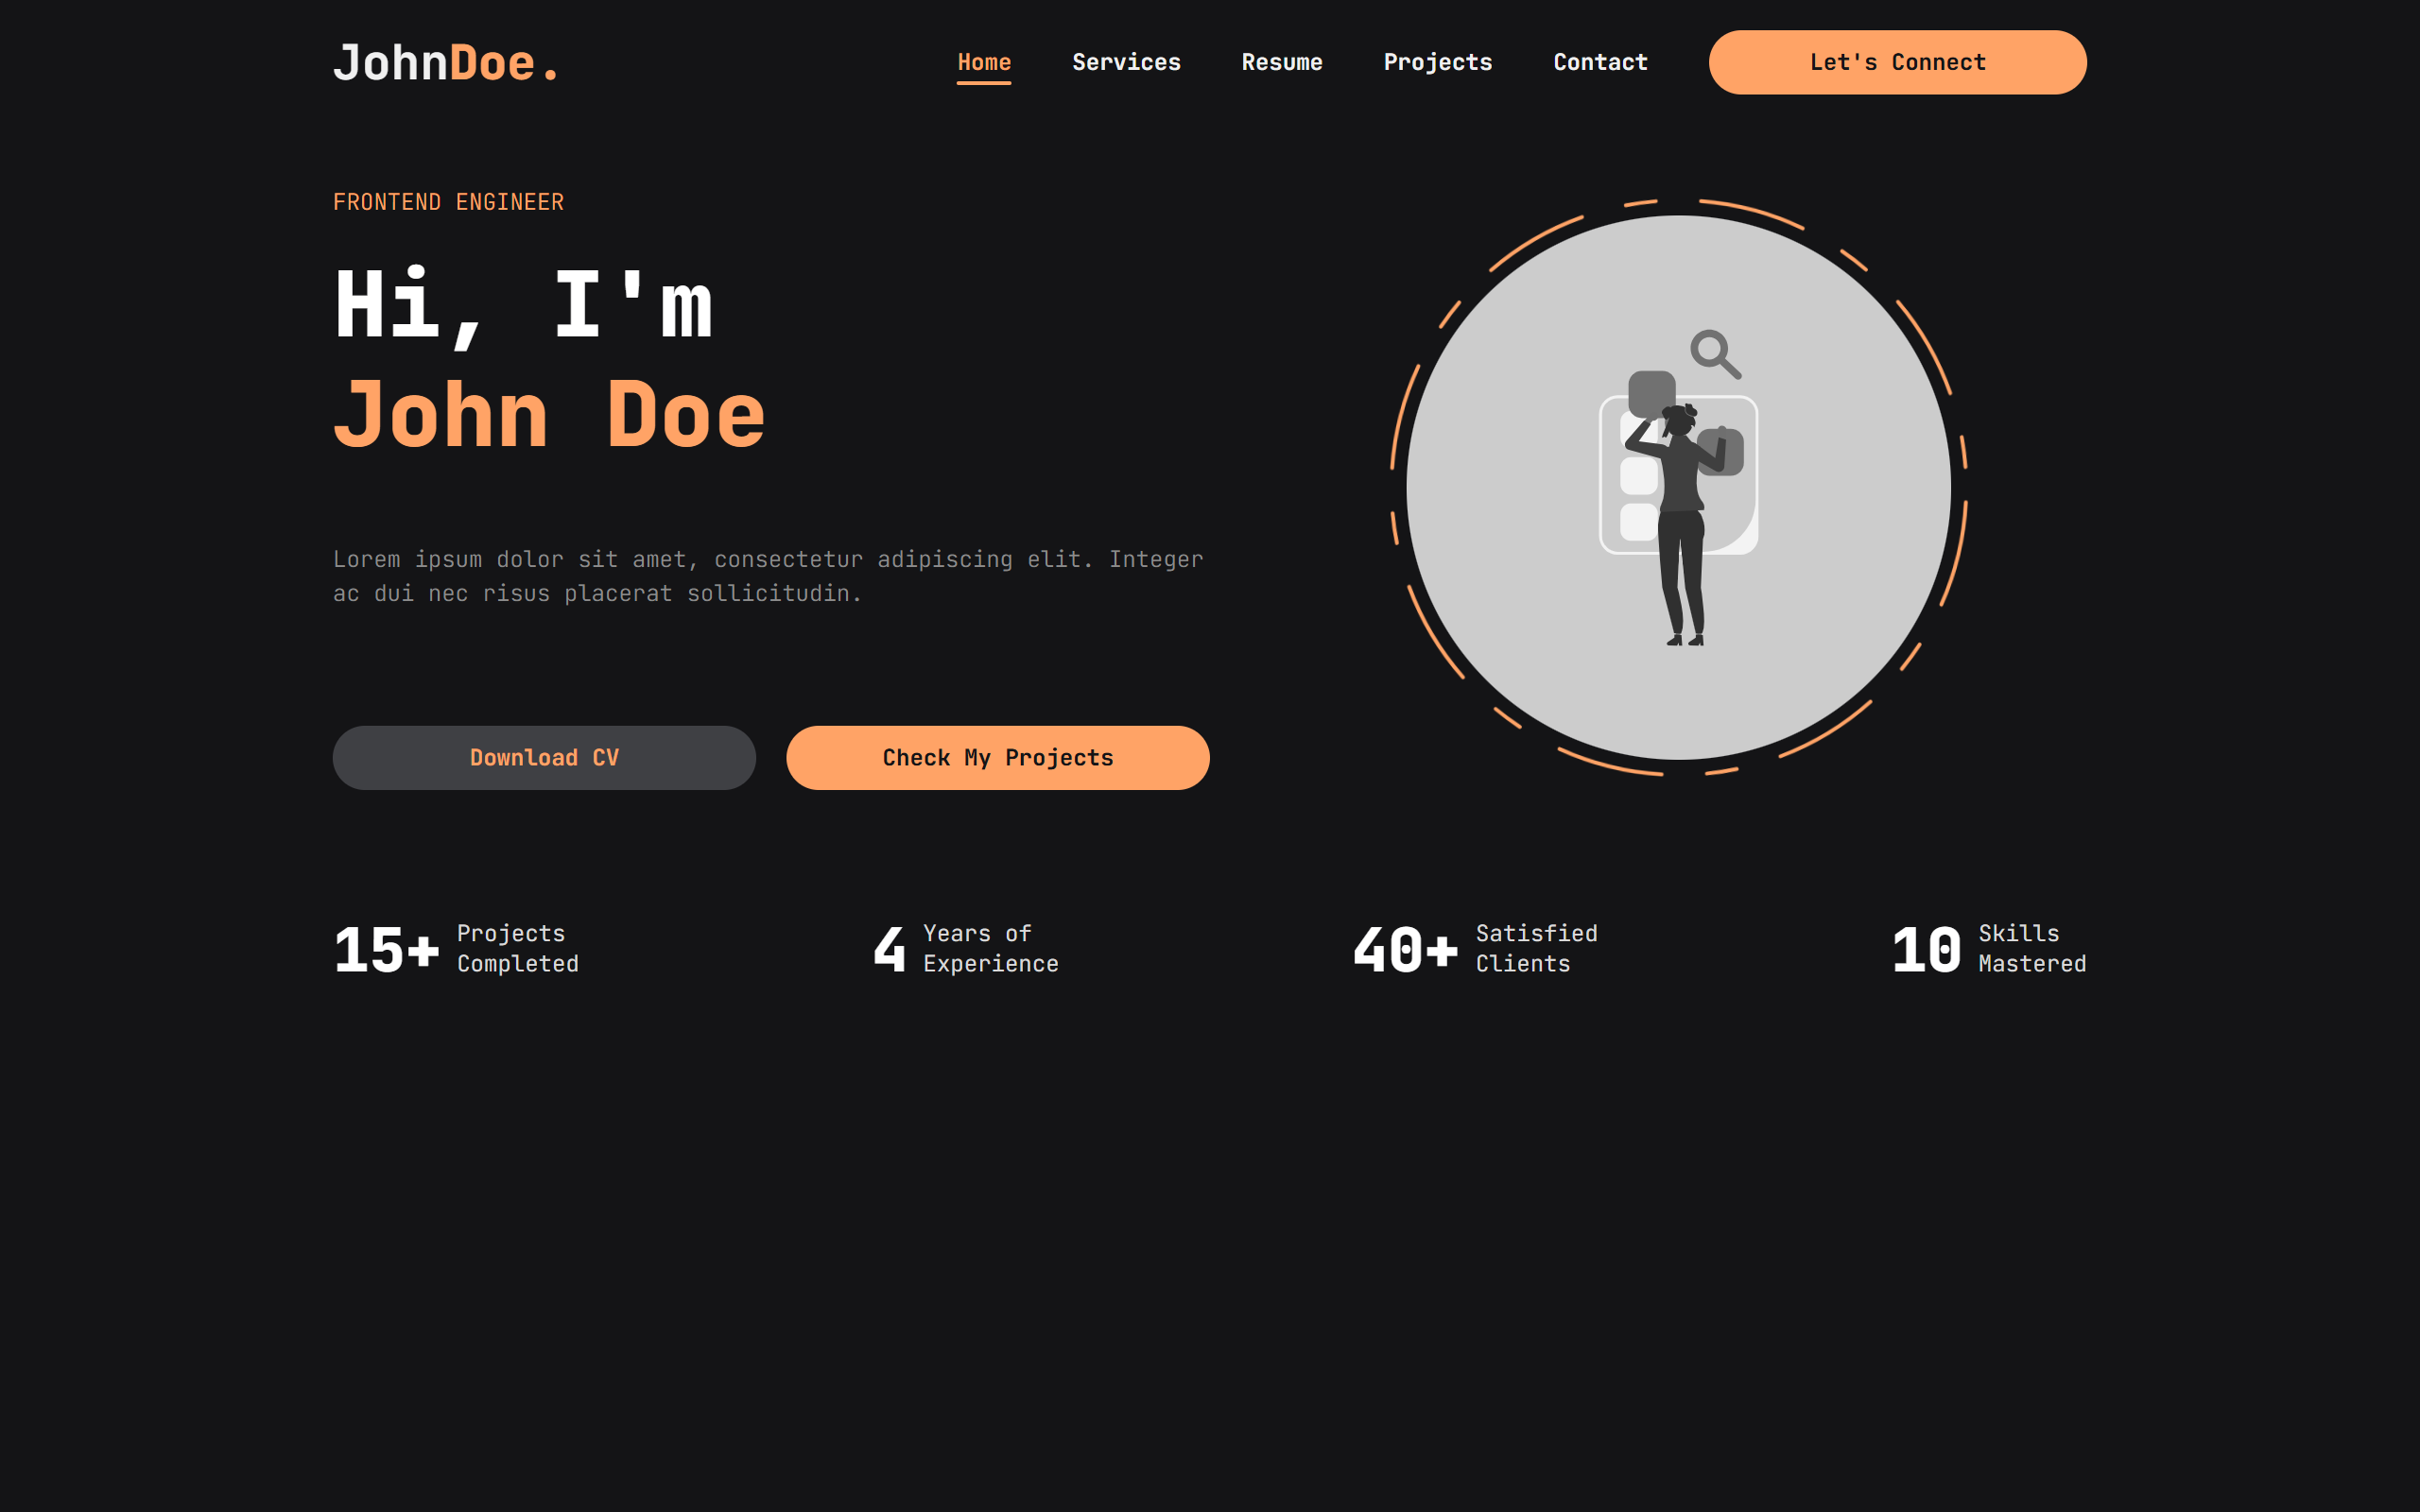 JohnDoe.
Home Services Resume Projects Contact Let's Connect
FRONTEND ENGINEER
Hi, I'm
John Doe
Lorem ipsum dolor sit amet, consectetur adipiscing elit. Integer
ac dui nec risus placerat sollicitudin.
Download CV Check My Projects
15+ Projects
Completed
4 Years of
Experience
40+ Satisfied
Clients
10 Skills
Mastered